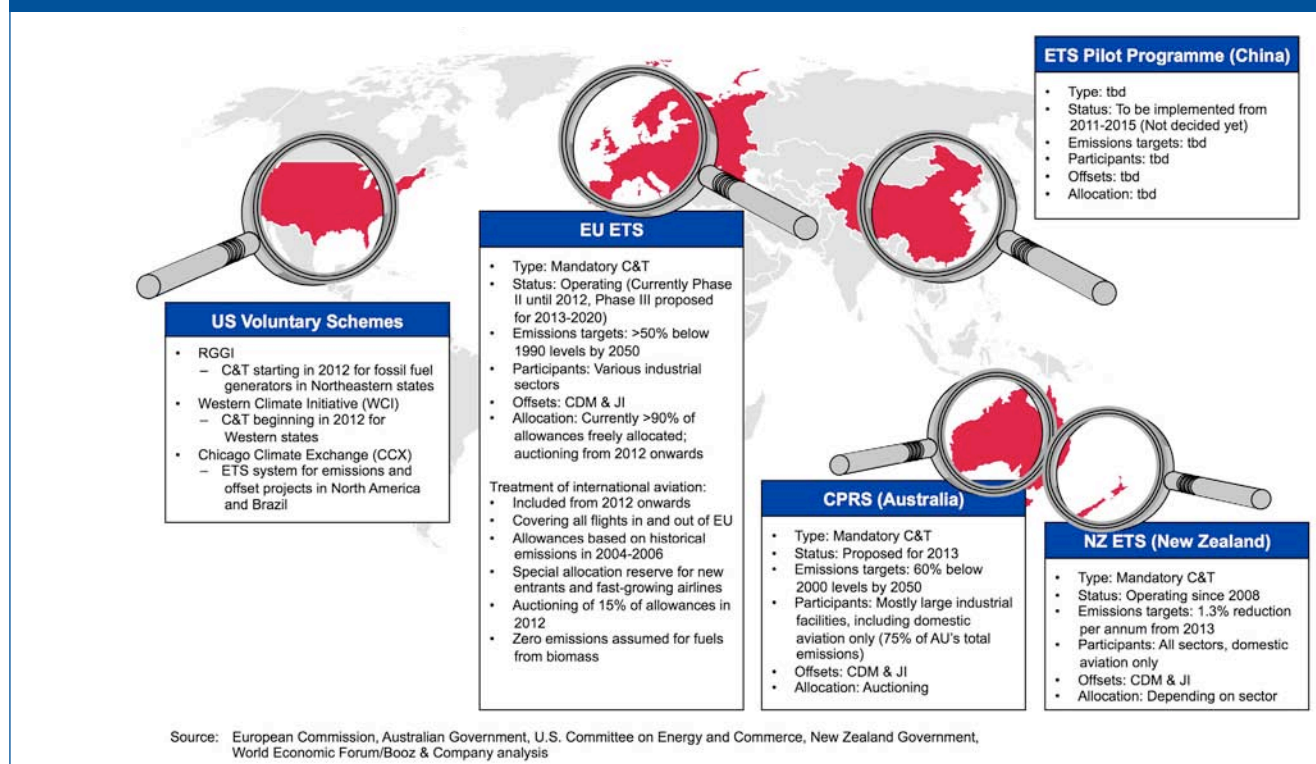 ETS Pilot Programme (China)
• Type: tbd
• Status: To be implemented from
2011-2015 (Not decided yet)
• Emissions targets: tbd
• Participants: tbd
• Offsets: tbd
• Allocation: tbd
US Voluntary Schemes
• RGGI
– C&T starting in 2012 for fossil fuel
generators in Northeastern states
• Western Climate Initiative (WCI)
– C&T beginning in 2012 for
Western states
• Chicago Climate Exchange (CCX)
– ETS system for emissions and
offset projects in North America
and Brazil
EU ETS
• Type: Mandatory C&T
• Status: Operating (Currently Phase
II until 2012, Phase III proposed
for 2013-2020)
• Emissions targets: >50% below
1990 levels by 2050
• Participants: Various industrial
sectors
• Offsets: CDM & JI
• Allocation: Currently >90% of
allowances freely allocated;
auctioning from 2012 onwards
Treatment of international aviation:
• Included from 2012 onwards
• Covering all flights in and out of EU
• Allowances based on historical
emissions in 2004-2006
• Special allocation reserve for new
entrants and fast-growing airlines
• Auctioning of 15% of allowances in
2012
• Zero emissions assumed for fuels
from biomass
CPRS (Australia)
• Type: Mandatory C&T
• Status: Proposed for 2013
• Emissions targets: 60% below
2000 levels by 2050
• Participants: Mostly large industrial
facilities, including domestic
aviation only (75% of AU's total
emissions)
• Offsets: CDM & JI
• Allocation: Auctioning
NZ ETS (New Zealand)
• Type: Mandatory C&T
• Status: Operating since 2008
• Emissions targets: 1.3% reduction
per annum from 2013
• Participants: All sectors, domestic
aviation only
• Offsets: CDM & JI
• Allocation: Depending on sector
Source: European Commission, Australian Government, U.S. Committee on Energy and Commerce, New Zealand Government,
World Economic Forum/Booz & Company analysis